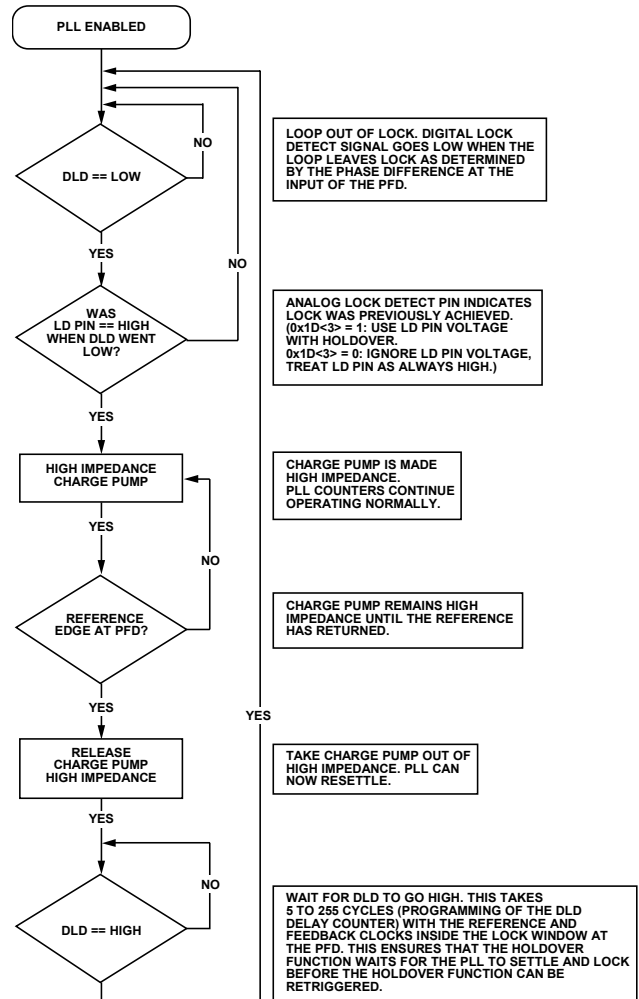 PLL ENABLED
NO
DLD == LOW
LOOP OUT OF LOCK. DIGITAL LOCK
DETECT SIGNAL GOES LOW WHEN THE
LOOP LEAVES LOCK AS DETERMINED
BY THE PHASE DIFFERENCE AT THE
INPUT OF THE PFD.
YES
NO
WAS
LD PIN == HIGH
WHEN DLD WENT
LOW?
ANALOG LOCK DETECT PIN INDICATES
LOCK WAS PREVIOUSLY ACHIEVED.
(0x1D<3> = 1: USE LD PIN VOLTAGE
WITH HOLDOVER.
0x1D<3> = 0: IGNORE LD PIN VOLTAGE,
TREAT LD PIN AS ALWAYS HIGH.)
YES
HIGH IMPEDANCE
CHARGE PUMP
CHARGE PUMP IS MADE
HIGH IMPEDANCE.
PLL COUNTERS CONTINUE
OPERATING NORMALLY.
YES
NO
REFERENCE
EDGE AT PFD?
CHARGE PUMP REMAINS HIGH
IMPEDANCE UNTIL THE REFERENCE
HAS RETURNED.
YES
YES
RELEASE
CHARGE PUMP
HIGH IMPEDANCE
TAKE CHARGE PUMP OUT OF
HIGH IMPEDANCE. PLL CAN
NOW RESETTLE.
YES
NO
DLD == HIGH
WAIT FOR DLD TO GO HIGH. THIS TAKES
5 TO 255 CYCLES (PROGRAMMING OF THE DLD
DELAY COUNTER) WITH THE REFERENCE AND
FEEDBACK CLOCKS INSIDE THE LOCK WINDOW AT
THE PFD. THIS ENSURES THAT THE HOLDOVER
FUNCTION WAITS FOR THE PLL TO SETTLE AND LOCK
BEFORE THE HOLDOVER FUNCTION CAN BE
RETRIGGERED.